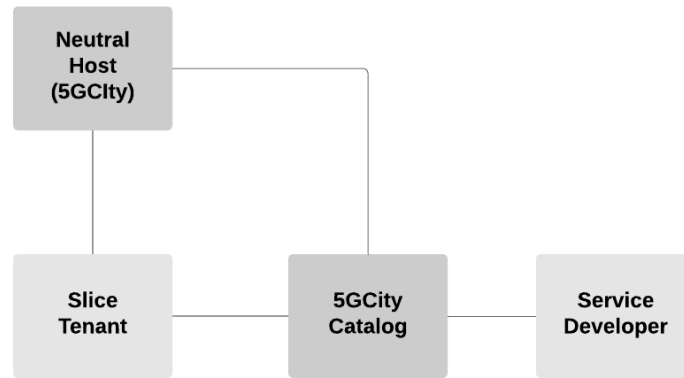 Neutral
Host
(5GCIty)
Slice
Tenant
5GCity
Catalog
Service
Developer